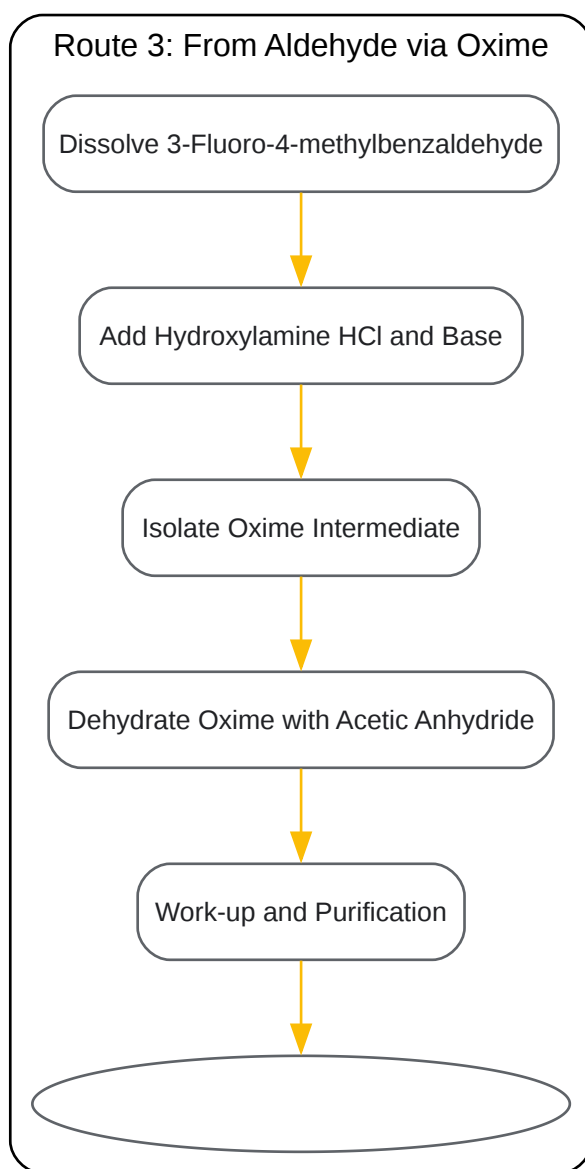 Route 3: From Aldehyde via Oxime
Dissolve 3-Fluoro-4-methylbenzaldehyde
Add Hydroxylamine HCl and Base
Isolate Oxime Intermediate
Dehydrate Oxime with Acetic Anhydride
Work-up and Purification